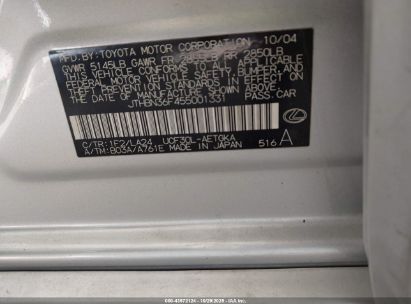 MFD.BY:TOYOTA MOTOR CORPORATION 10/04
GVWR 5145LB GAWR FR RR 2850LB
THIS VEHICLE CONFORMS TO ALL APPLICABLE
FEDERAL MOTOR VEHICLE SAFETY, BUMPER, AND
THEFT PREVENTION STANDARDS IN EFFECT ON
THE DATE OF MANUFACTURE SHOWN ABOVE.
JTHBN36F455001331 PASS CAR
C/TR:1F2/LA24 UCF30L-AETGKA
A/TM:B03A/A761E MADE IN JAPAN
516 A